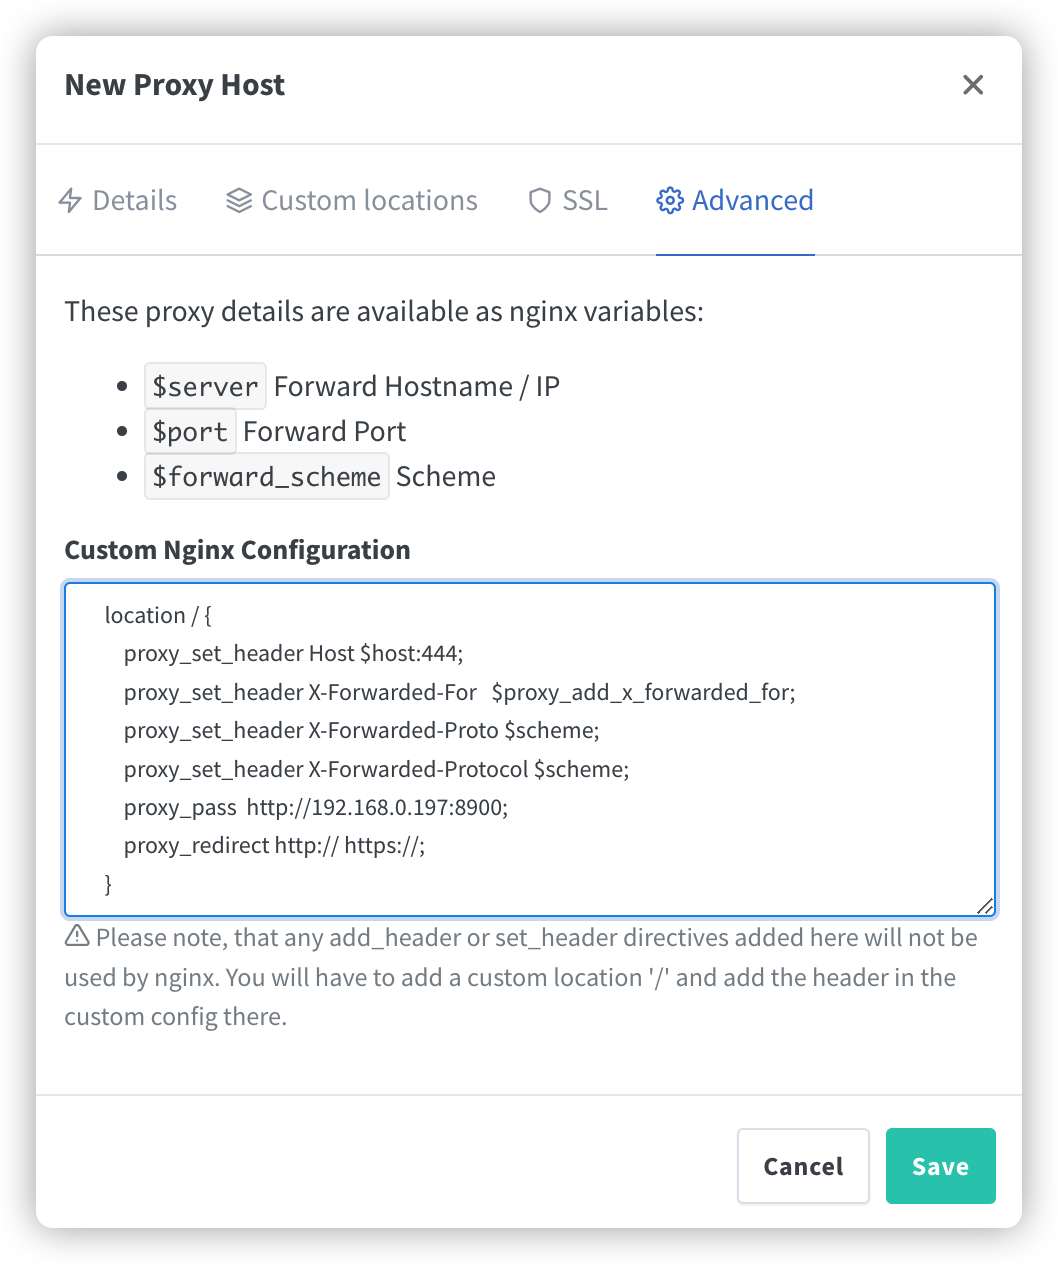 New Proxy Host
Details Custom locations SSL Advanced
These proxy details are available as nginx variables:
• $server Forward Hostname / IP
• $port Forward Port
• $forward_scheme Scheme
Custom Nginx Configuration
location / {
proxy_set_header Host $host:444;
proxy_set_header X-Forwarded-For   $proxy_add_x_forwarded_for;
proxy_set_header X-Forwarded-Proto $scheme;
proxy_set_header X-Forwarded-Protocol $scheme;
proxy_pass  http://192.168.0.197:8900;
proxy_redirect http:// https://;
}
Please note, that any add_header or set_header directives added here will not be
used by nginx. You will have to add a custom location '/' and add the header in the
custom config there.
Cancel Save